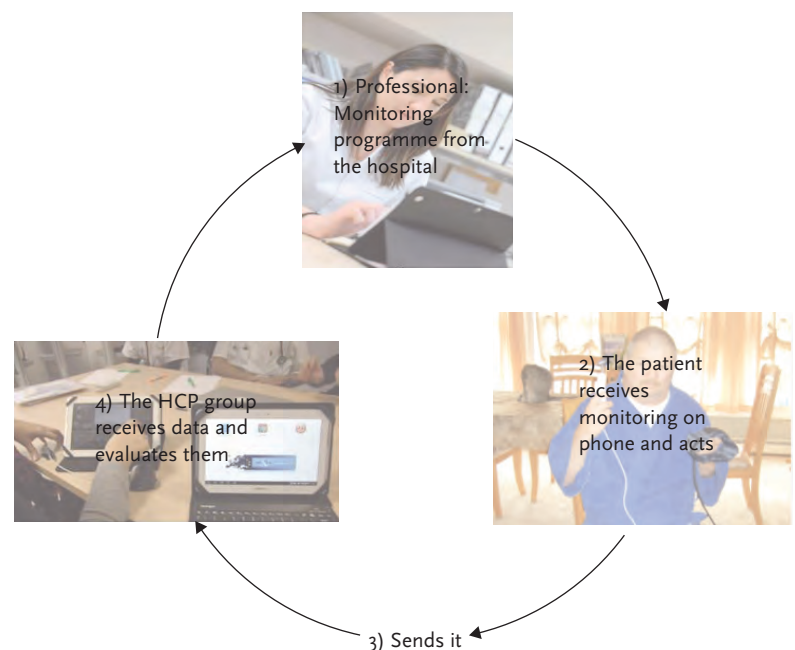 1) Professional:
Monitoring
programme from
the hospital
2) The patient
receives
monitoring on
phone and acts
3) Sends it
4) The HCP group
receives data and
evaluates them